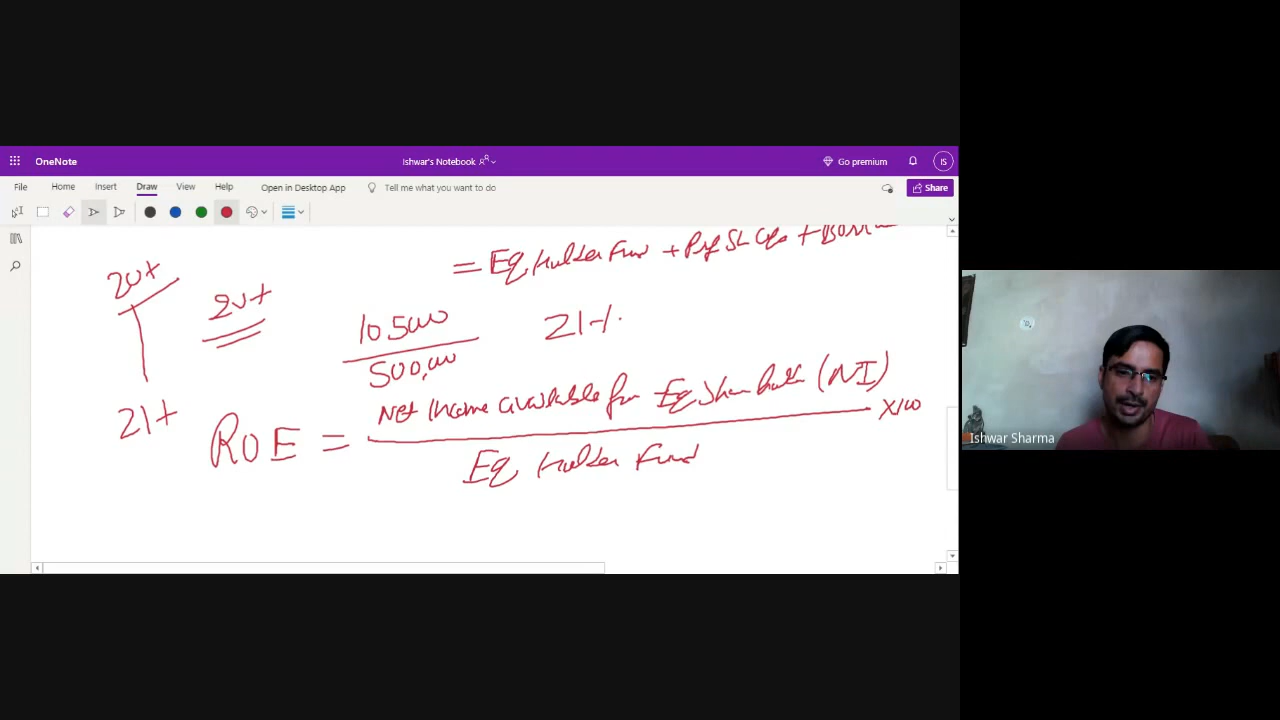 OneNote
Ishwar's Notebook
Go premium
IS
File Home Insert Draw View Help Open in Desktop App Tell me what you want to do
Share
= Eq Holder Fund + Pref Sh Cap +
20%
20%
105000
500,000
21%
21%
ROE = Net Income available for Eq Share holder (NI) X100
Eq Holder Fund
Ishwar Sharma